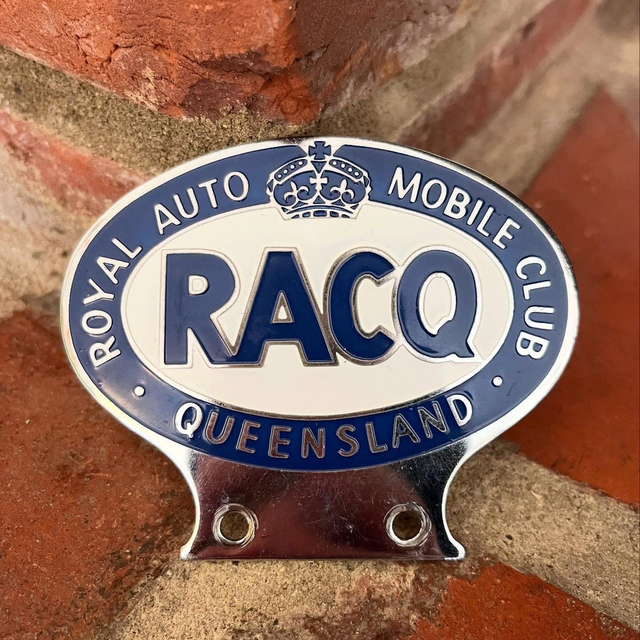 ROYAL AUTO MOBILE CLUB
RACQ
• QUEENSLAND •